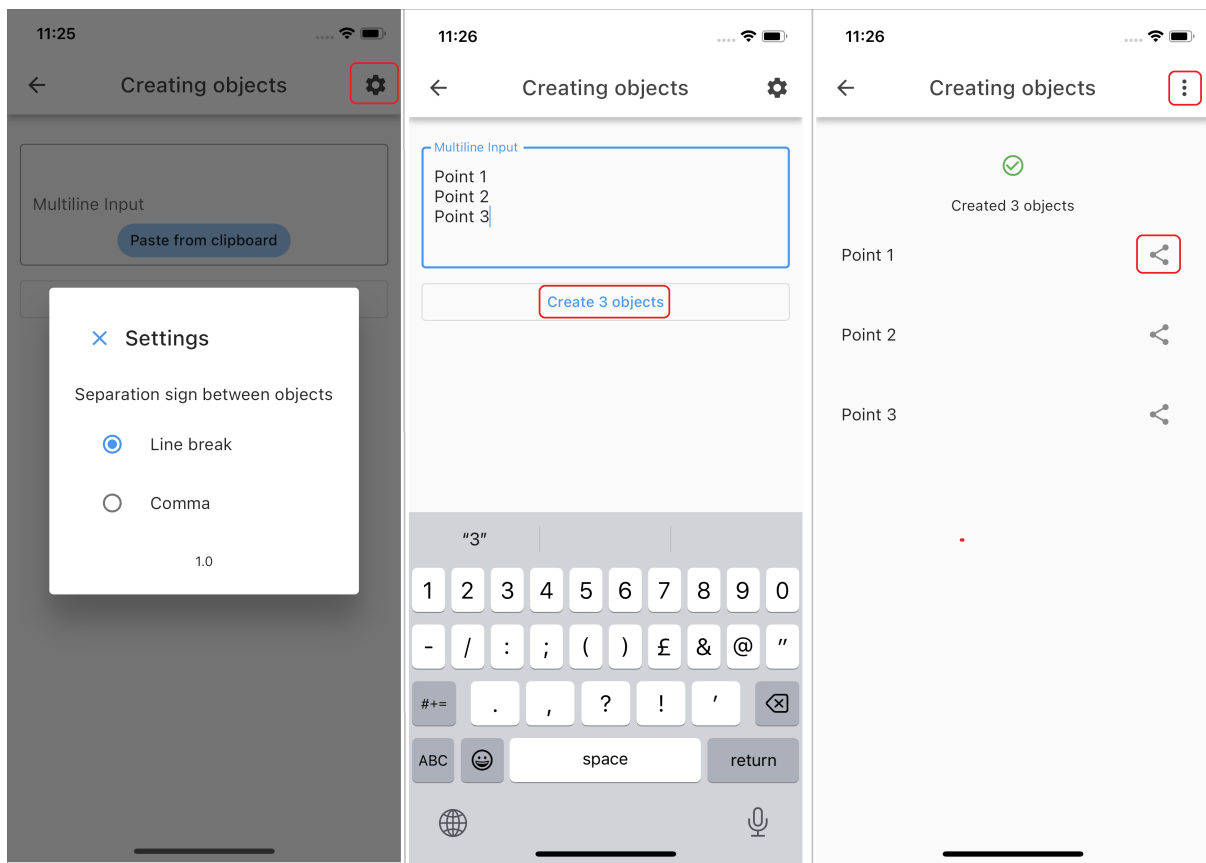 11:25
Creating objects
Multiline Input
Paste from clipboard
Settings
Separation sign between objects
Line break
Comma
1.0
11:26
Creating objects
Multiline Input
Point 1
Point 2
Point 3
Create 3 objects
“3”
1 2 3 4 5 6 7 8 9 0
- / : ; ( ) £ & @ "
#+= . , ? ! ’
ABC space return
11:26
Creating objects
Created 3 objects
Point 1
Point 2
Point 3